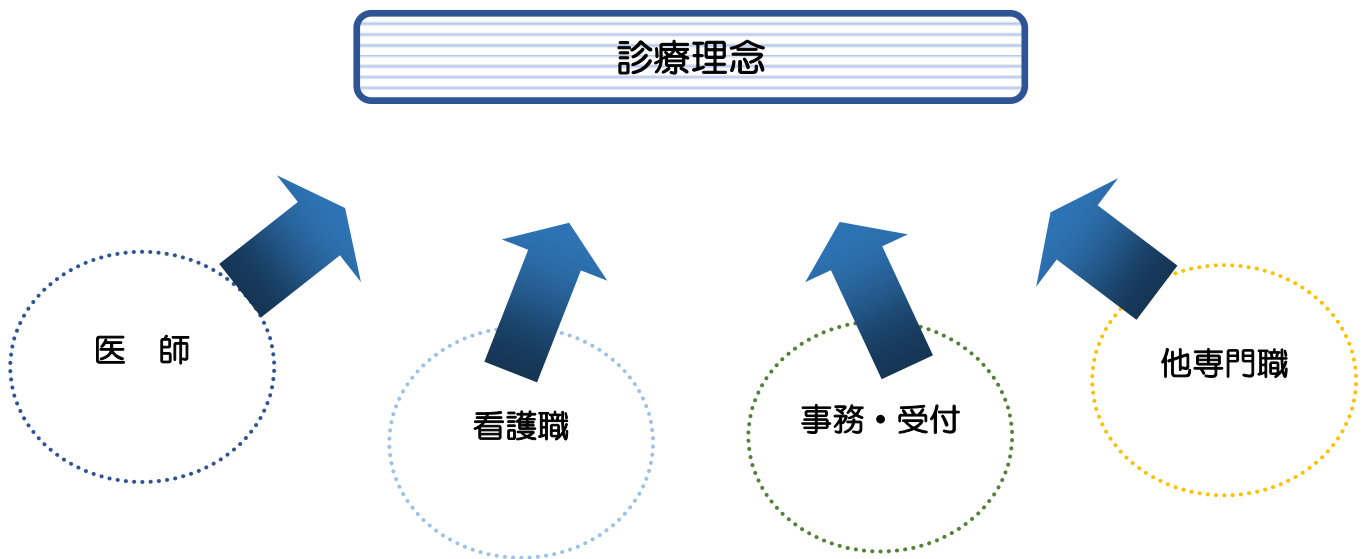 診療理念
医　師
看護職
事務・受付
他専門職